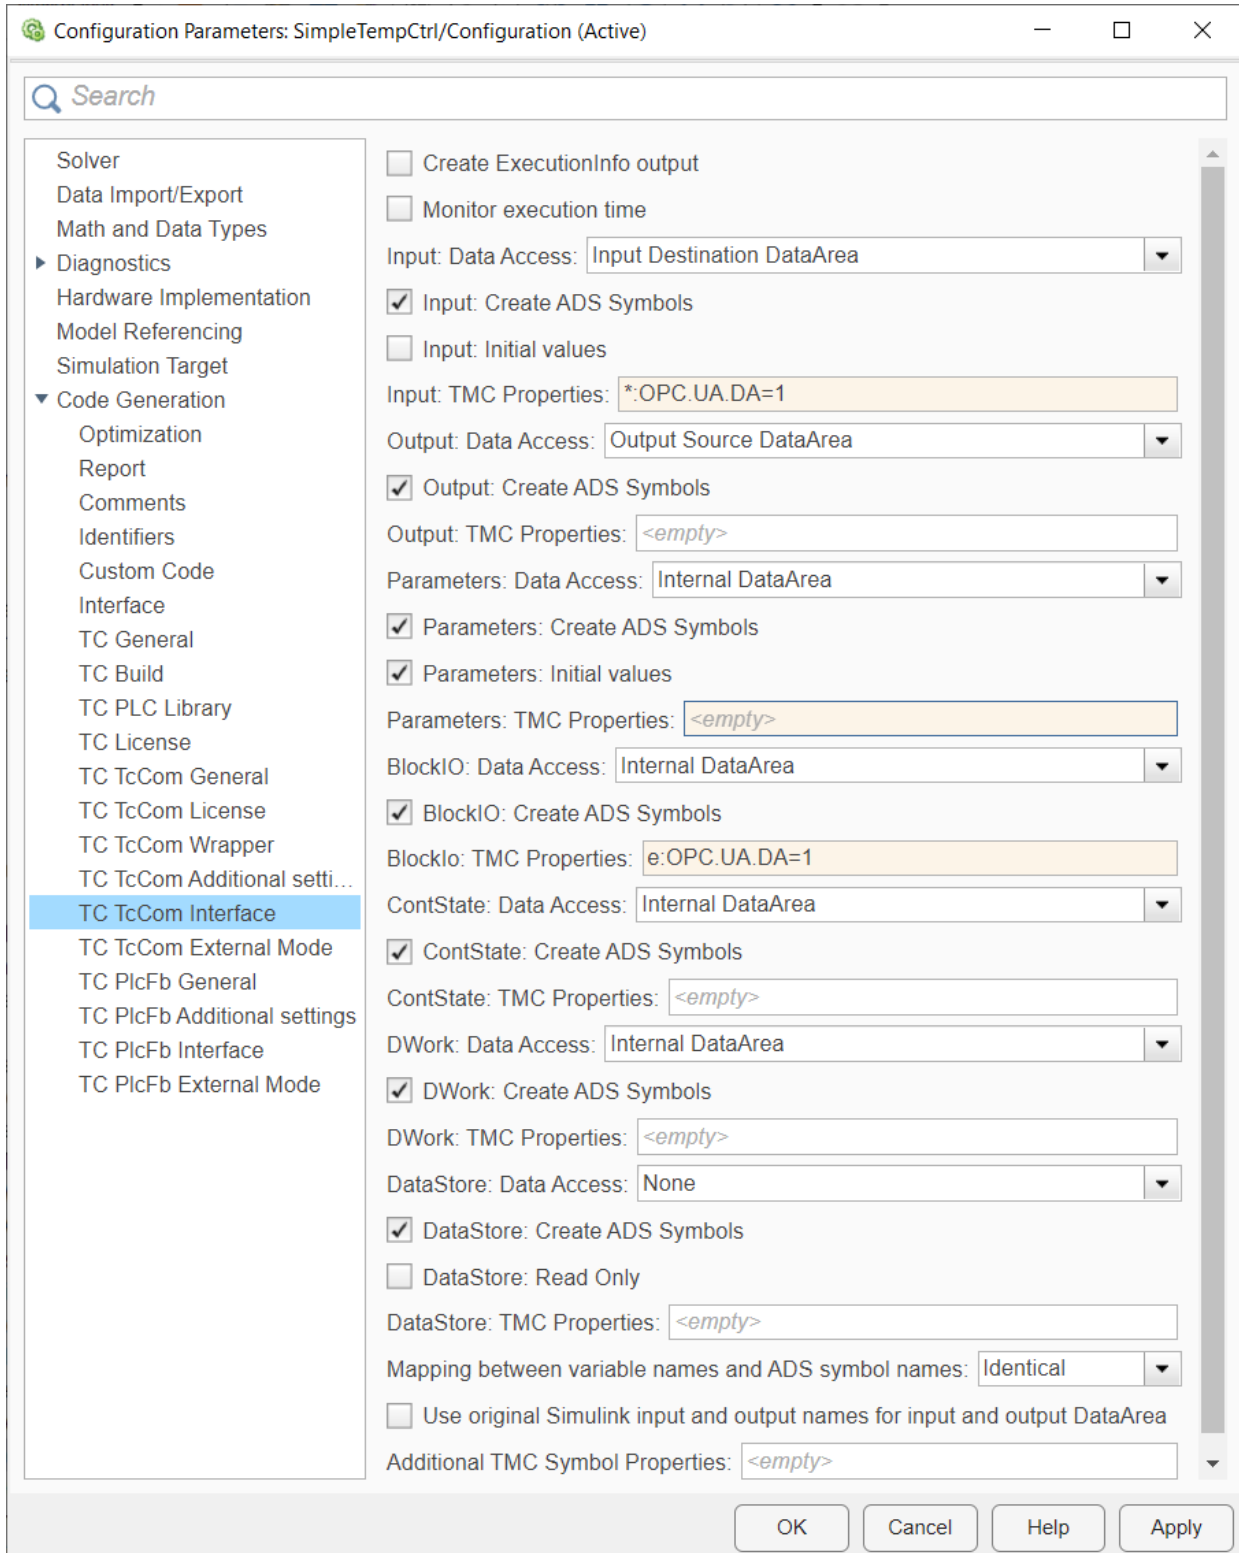 Configuration Parameters: SimpleTempCtrl/Configuration (Active)
Search
Solver
Data Import/Export
Math and Data Types
Diagnostics
Hardware Implementation
Model Referencing
Simulation Target
Code Generation
Optimization
Report
Comments
Identifiers
Custom Code
Interface
TC General
TC Build
TC PLC Library
TC License
TC TcCom General
TC TcCom License
TC TcCom Wrapper
TC TcCom Additional setti...
TC TcCom Interface
TC TcCom External Mode
TC PlcFb General
TC PlcFb Additional settings
TC PlcFb Interface
TC PlcFb External Mode
Create ExecutionInfo output
Monitor execution time
Input: Data Access: Input Destination DataArea
Input: Create ADS Symbols
Input: Initial values
Input: TMC Properties: *:OPC.UA.DA=1
Output: Data Access: Output Source DataArea
Output: Create ADS Symbols
Output: TMC Properties: <empty>
Parameters: Data Access: Internal DataArea
Parameters: Create ADS Symbols
Parameters: Initial values
Parameters: TMC Properties: <empty>
BlockIO: Data Access: Internal DataArea
BlockIO: Create ADS Symbols
BlockIo: TMC Properties: e:OPC.UA.DA=1
ContState: Data Access: Internal DataArea
ContState: Create ADS Symbols
ContState: TMC Properties: <empty>
DWork: Data Access: Internal DataArea
DWork: Create ADS Symbols
DWork: TMC Properties: <empty>
DataStore: Data Access: None
DataStore: Create ADS Symbols
DataStore: Read Only
DataStore: TMC Properties: <empty>
Mapping between variable names and ADS symbol names: Identical
Use original Simulink input and output names for input and output DataArea
Additional TMC Symbol Properties: <empty>
OK Cancel Help Apply